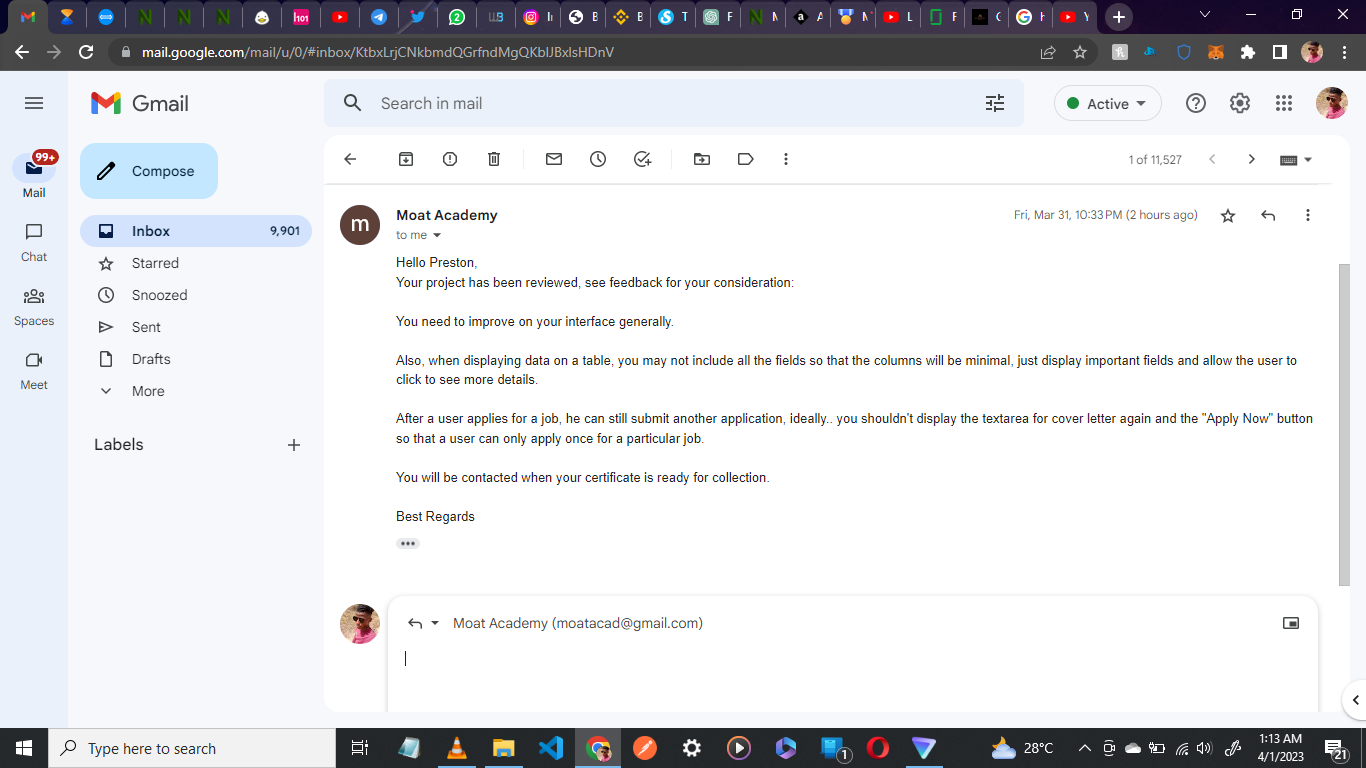 h01
2
W3
In
B
B
T
F
M
A
M
L
F
H
Y
mail.google.com/mail/u/0/#inbox/KtbxLrjCNkbmdQGrfndMgQKblJBxlsHDnV
Gmail
Search in mail
Active
99+
Mail
Compose
1 of 11,527
Inbox 9,901
Chat
Starred
Snoozed
Spaces
Sent
Drafts
Meet
More
Labels
m
Moat Academy
Fri, Mar 31, 10:33 PM (2 hours ago)
to me
Hello Preston,
Your project has been reviewed, see feedback for your consideration:
You need to improve on your interface generally.
Also, when displaying data on a table, you may not include all the fields so that the columns will be minimal, just display important fields and allow the user to
click to see more details.
After a user applies for a job, he can still submit another application, ideally.. you shouldn't display the textarea for cover letter again and the "Apply Now" button
so that a user can only apply once for a particular job.
You will be contacted when your certificate is ready for collection.
Best Regards
Moat Academy (moatacad@gmail.com)
Type here to search
1
28°C
1:13 AM
4/1/2023
21